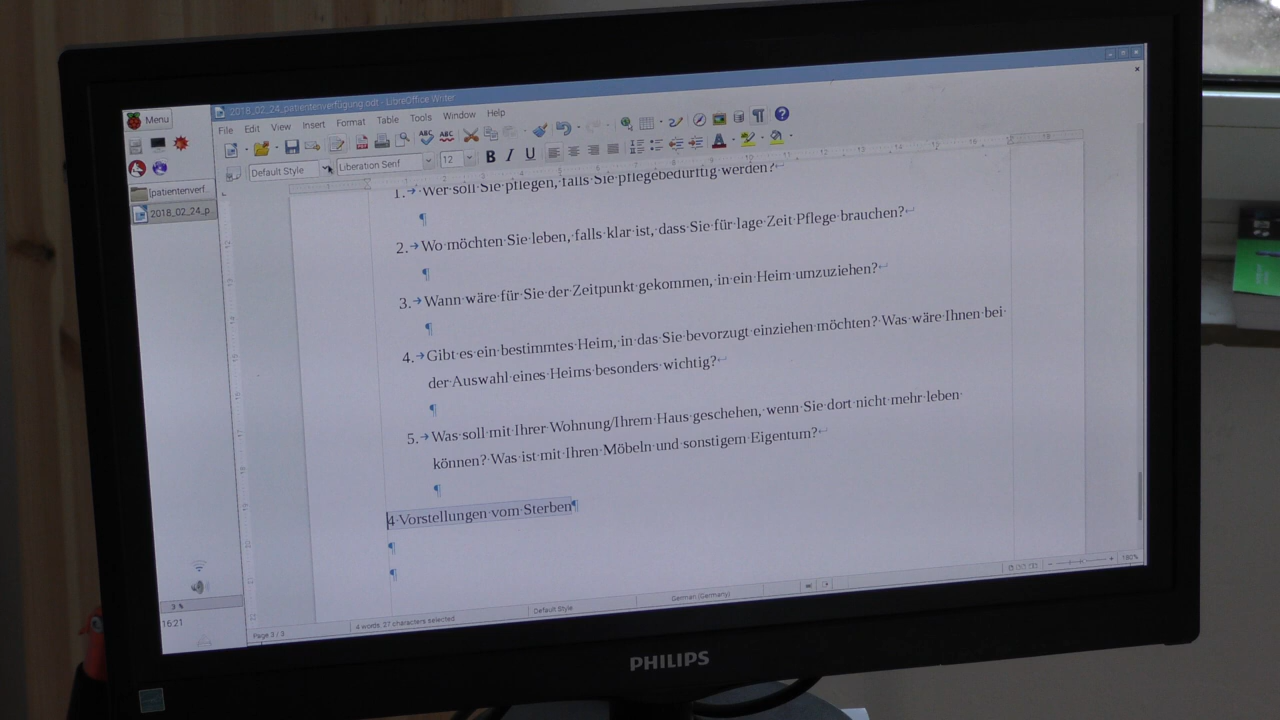 Menu
2018_02_24_patientenverfügung.odt - LibreOffice Writer
File Edit View Insert Format Table Tools Window Help
Default Style Liberation Serif 12
[patientenverf.
2018_02_24_p
1. Wer soll Sie pflegen, falls Sie pflegebedürftig werden?
2. Wo möchten Sie leben, falls klar ist, dass Sie für lage Zeit Pflege brauchen?
3. Wann wäre für Sie der Zeitpunkt gekommen, in ein Heim umzuziehen?
4. Gibt es ein bestimmtes Heim, in das Sie bevorzugt einziehen möchten? Was wäre Ihnen bei
der Auswahl eines Heims besonders wichtig?
5. Was soll mit Ihrer Wohnung/Ihrem Haus geschehen, wenn Sie dort nicht mehr leben
können? Was ist mit Ihren Möbeln und sonstigem Eigentum?
4 Vorstellungen vom Sterben
3 %
16:21
Page 3 / 3 4 words, 27 characters selected Default Style German (Germany) 180%
PHILIPS